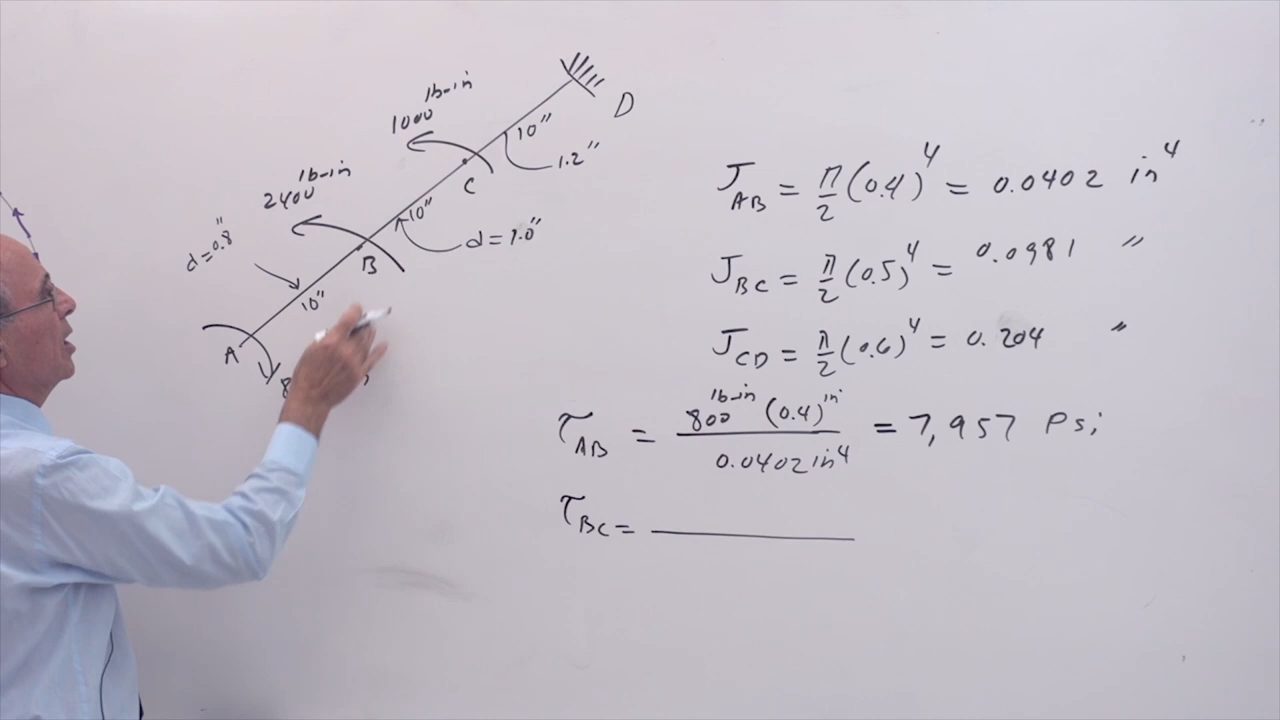 lb-in
1000
10"
D
1.2"
C
lb-in
2400
10"
d = 1.0"
d = 0.8"
B
10"
A
8
J_AB = π/2 (0.4)^4 = 0.0402 in^4
J_BC = π/2 (0.5)^4 = 0.0981 "
J_CD = π/2 (0.6)^4 = 0.204 "
τ_AB = 800 lb-in (0.4) in / 0.0402 in^4 = 7,957 Psi
τ_BC =